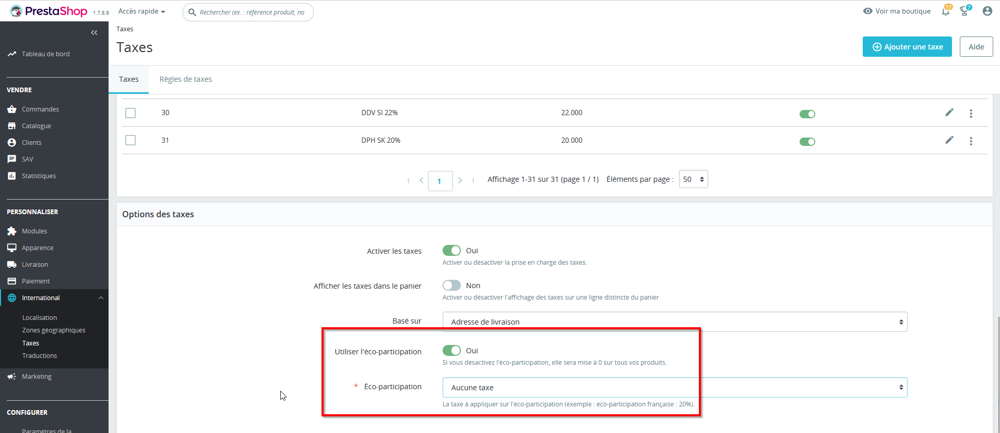 PrestaShop 1.7.8.8 Accès rapide Rechercher (ex. : référence produit, no Voir ma boutique 17 7
Taxes
Taxes
Ajouter une taxe Aide
Taxes Règles de taxes
Tableau de bord
VENDRE
Commandes
Catalogue
Clients
SAV
Statistiques
PERSONNALISER
Modules
Apparence
Livraison
Paiement
International
Localisation
Zones géographiques
Taxes
Traductions
Marketing
CONFIGURER
Paramètres de la
30 DDV SI 22% 22.000
31 DPH SK 20% 20.000
1 1 1 Affichage 1-31 sur 31 (page 1 / 1) Éléments par page : 50
Options des taxes
Activer les taxes Oui
Activer ou désactiver la prise en charge des taxes.
Afficher les taxes dans le panier Non
Activer ou désactiver l'affichage des taxes sur une ligne distincte du panier
Basé sur Adresse de livraison
Utiliser l'éco-participation Oui
Si vous désactivez l'éco-participation, elle sera mise à 0 sur tous vos produits.
* Éco-participation Aucune taxe
La taxe à appliquer sur l'éco-participation (exemple : éco-participation française : 20%).